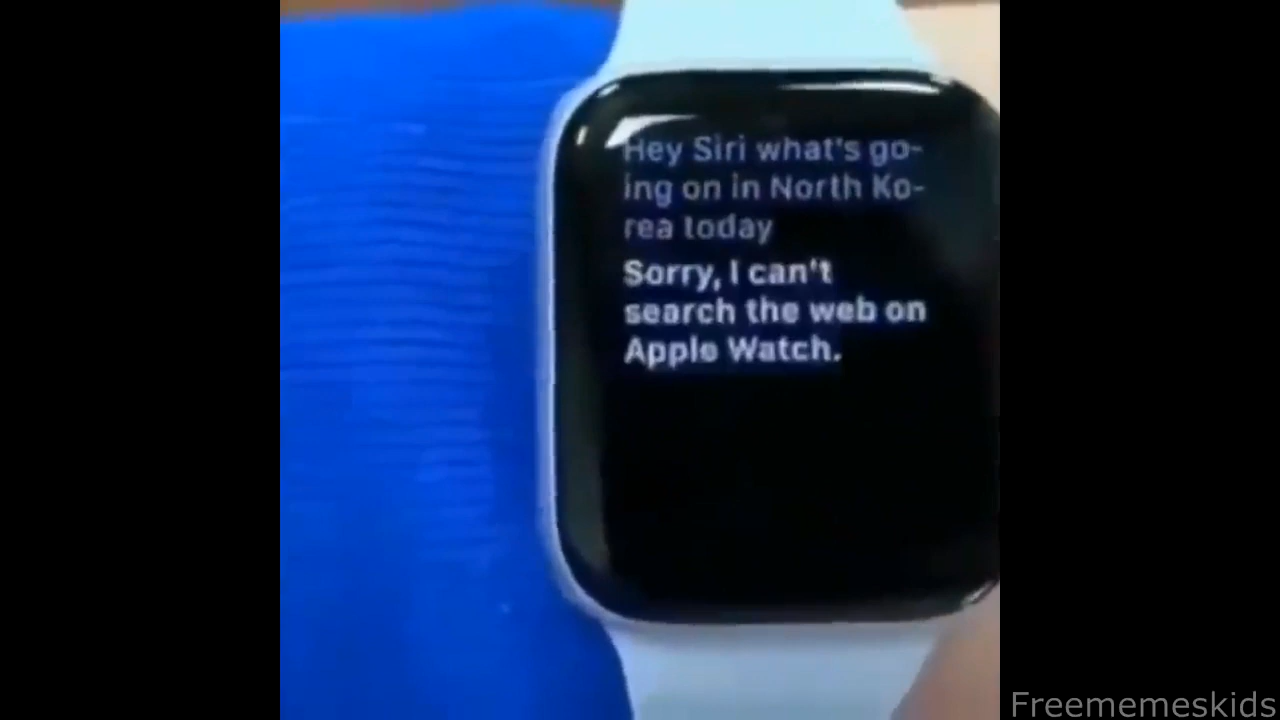 Hey Siri what's go-
ing on in North Ko-
rea today
Sorry, I can't
search the web on
Apple Watch.
Freememeskids